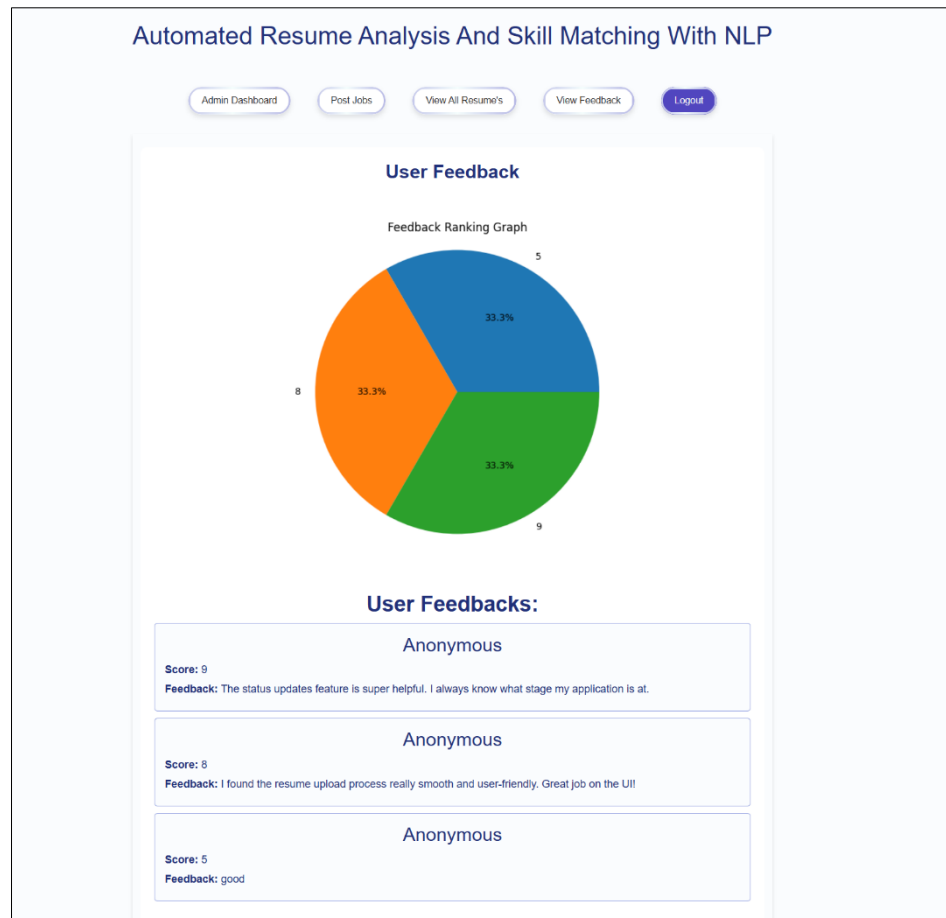 Automated Resume Analysis And Skill Matching With NLP
Admin Dashboard
Post Jobs
View All Resume's
View Feedback
Logout
User Feedback
Feedback Ranking Graph
5
33.3%
8
33.3%
33.3%
9
User Feedbacks:
Anonymous
Score: 9
Feedback: The status updates feature is super helpful. I always know what stage my application is at.
Anonymous
Score: 8
Feedback: I found the resume upload process really smooth and user-friendly. Great job on the UI!
Anonymous
Score: 5
Feedback: good